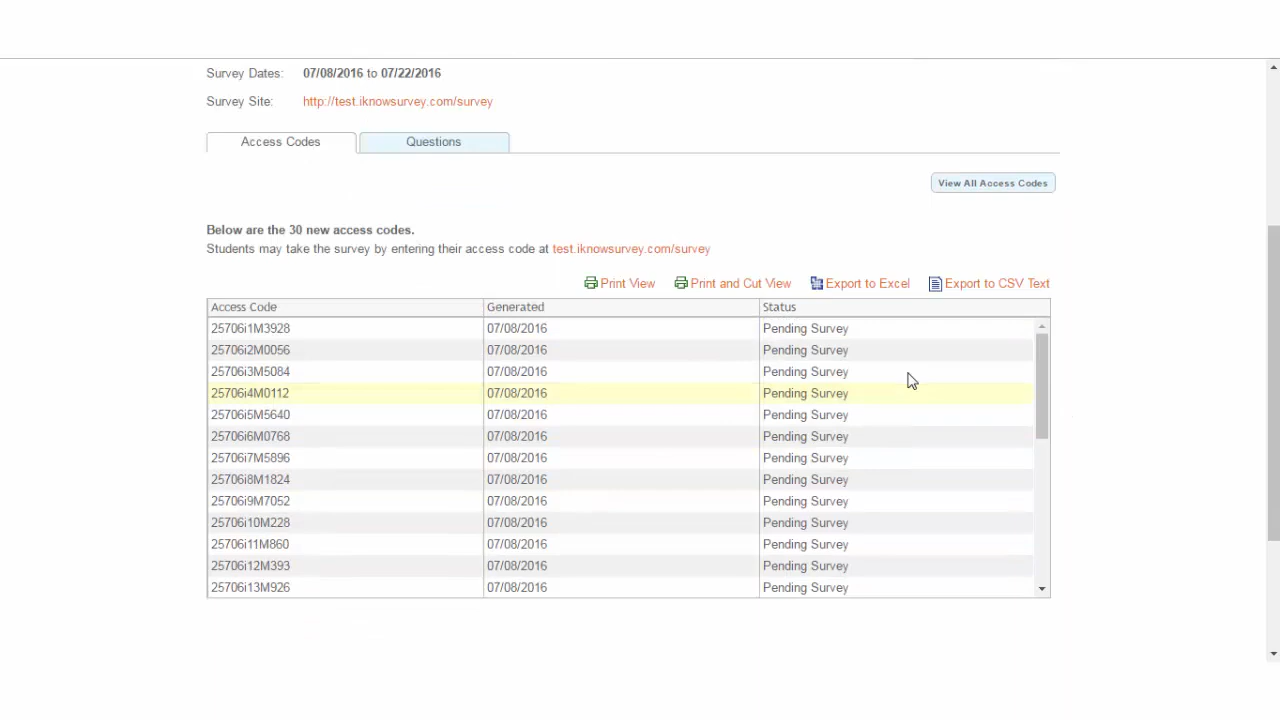 Survey Dates: 07/08/2016 to 07/22/2016
Survey Site: http://test.iknowsurvey.com/survey
Access Codes Questions
View All Access Codes
Below are the 30 new access codes.
Students may take the survey by entering their access code at test.iknowsurvey.com/survey
Print View Print and Cut View Export to Excel Export to CSV Text
Access Code Generated Status
25706i1M3928 07/08/2016 Pending Survey
25706i2M0056 07/08/2016 Pending Survey
25706i3M5084 07/08/2016 Pending Survey
25706i4M0112 07/08/2016 Pending Survey
25706i5M5640 07/08/2016 Pending Survey
25706i6M0768 07/08/2016 Pending Survey
25706i7M5896 07/08/2016 Pending Survey
25706i8M1824 07/08/2016 Pending Survey
25706i9M7052 07/08/2016 Pending Survey
25706i10M228 07/08/2016 Pending Survey
25706i11M860 07/08/2016 Pending Survey
25706i12M393 07/08/2016 Pending Survey
25706i13M926 07/08/2016 Pending Survey